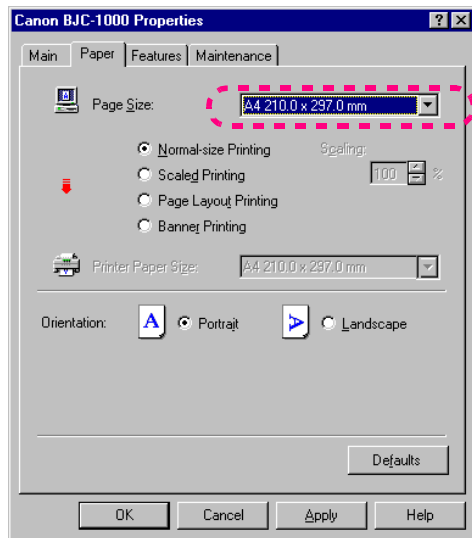 Canon BJC-1000 Properties
Main Paper Features Maintenance
Page Size: A4 210.0 x 297.0 mm
Normal-size Printing Scaling:
Scaled Printing 100 %
Page Layout Printing
Banner Printing
Printer Paper Size: A4 210.0 x 297.0 mm
Orientation: A Portrait A Landscape
Defaults
OK Cancel Apply Help